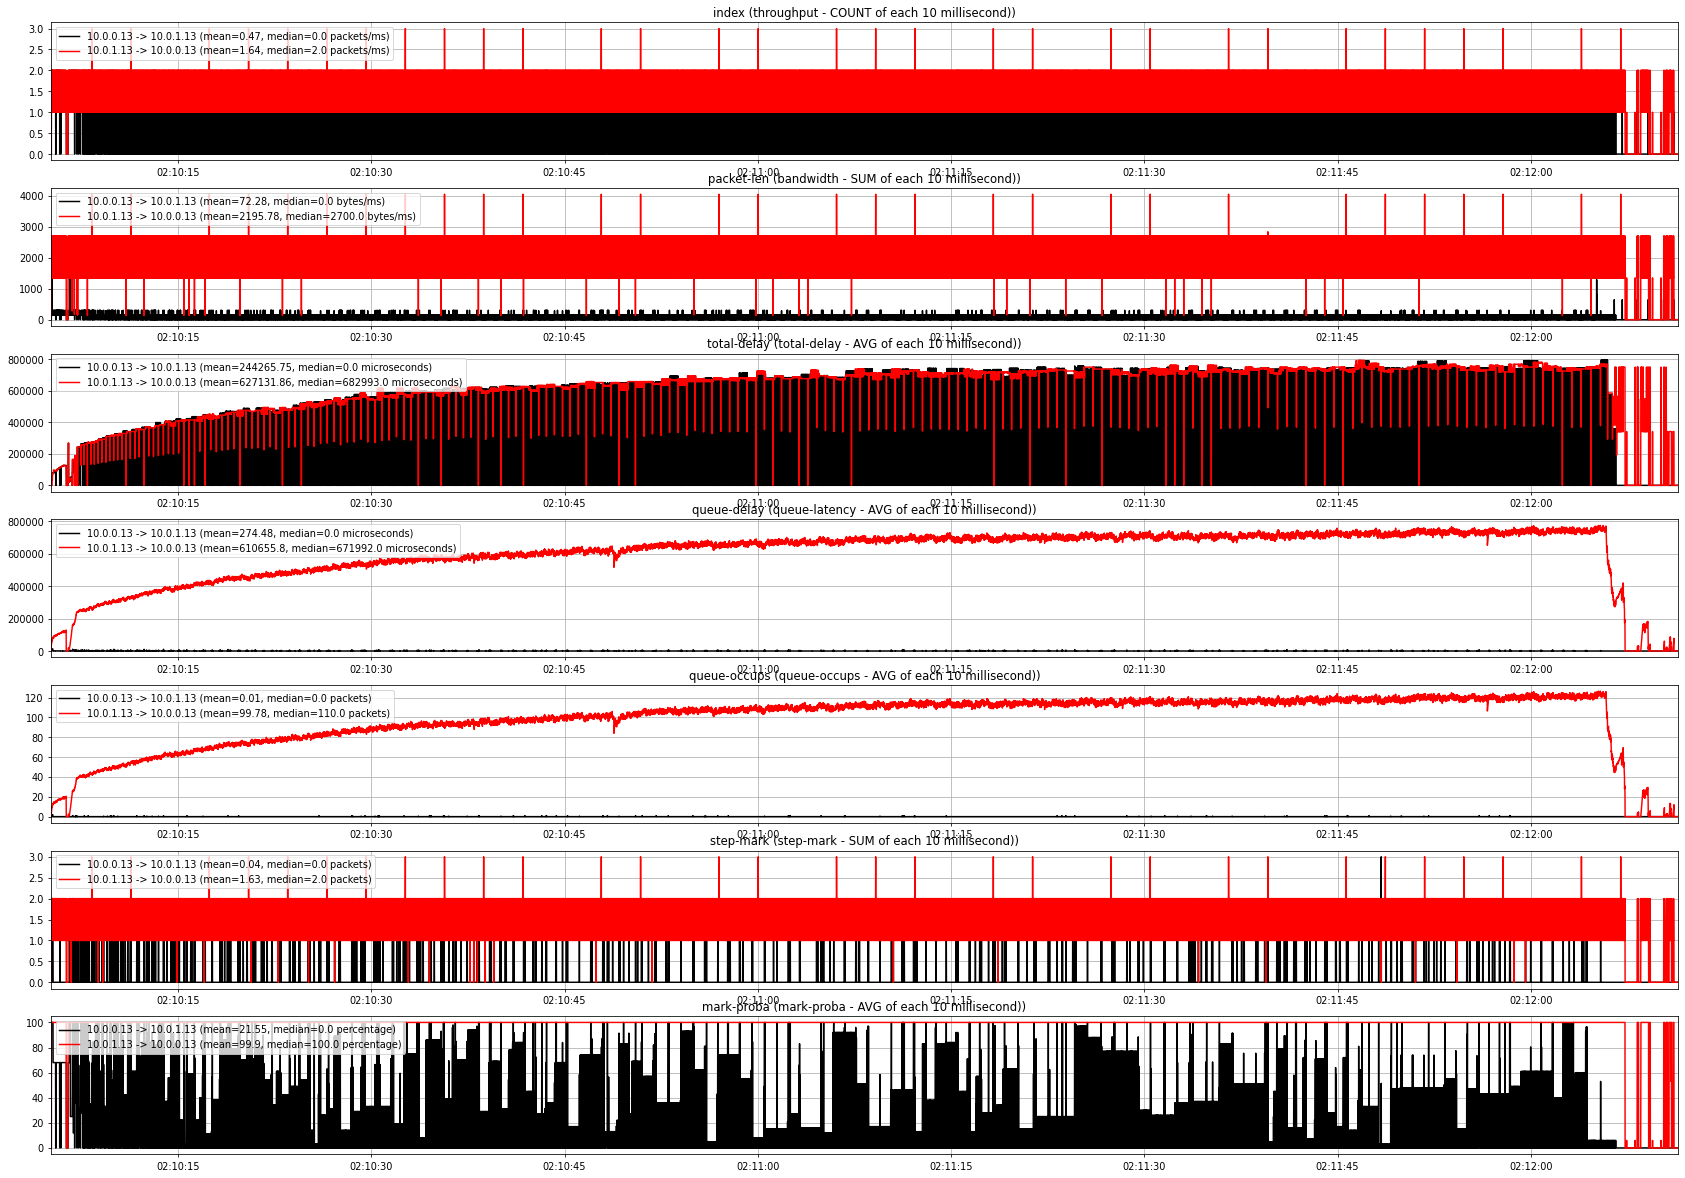 index (throughput - COUNT of each 10 millisecond))
10.0.0.13 -> 10.0.1.13 (mean=0.47, median=0.0 packets/ms)
10.0.1.13 -> 10.0.0.13 (mean=1.64, median=2.0 packets/ms)
3.0
2.5
2.0
1.5
1.0
0.5
0.0
02:10:15 02:10:30 02:10:45 02:11:00 02:11:15 02:11:30 02:11:45 02:12:00
packet-len (bandwidth - SUM of each 10 millisecond))
10.0.0.13 -> 10.0.1.13 (mean=72.28, median=0.0 bytes/ms)
10.0.1.13 -> 10.0.0.13 (mean=2195.78, median=2700.0 bytes/ms)
4000
3000
2000
1000
0
02:10:15 02:10:30 02:10:45 02:11:00 02:11:15 02:11:30 02:11:45 02:12:00
total-delay (total-delay - AVG of each 10 millisecond))
10.0.0.13 -> 10.0.1.13 (mean=244265.75, median=0.0 microseconds)
10.0.1.13 -> 10.0.0.13 (mean=627131.86, median=682993.0 microseconds)
800000
600000
400000
200000
0
02:10:15 02:10:30 02:10:45 02:11:00 02:11:15 02:11:30 02:11:45 02:12:00
queue-delay (queue-latency - AVG of each 10 millisecond))
10.0.0.13 -> 10.0.1.13 (mean=274.48, median=0.0 microseconds)
10.0.1.13 -> 10.0.0.13 (mean=610655.8, median=671992.0 microseconds)
800000
600000
400000
200000
0
02:10:15 02:10:30 02:10:45 02:11:00 02:11:15 02:11:30 02:11:45 02:12:00
queue-occups (queue-occups - AVG of each 10 millisecond))
10.0.0.13 -> 10.0.1.13 (mean=0.01, median=0.0 packets)
10.0.1.13 -> 10.0.0.13 (mean=99.78, median=110.0 packets)
120
100
80
60
40
20
0
02:10:15 02:10:30 02:10:45 02:11:00 02:11:15 02:11:30 02:11:45 02:12:00
step-mark (step-mark - SUM of each 10 millisecond))
10.0.0.13 -> 10.0.1.13 (mean=0.04, median=0.0 packets)
10.0.1.13 -> 10.0.0.13 (mean=1.63, median=2.0 packets)
3.0
2.5
2.0
1.5
1.0
0.5
0.0
02:10:15 02:10:30 02:10:45 02:11:00 02:11:15 02:11:30 02:11:45 02:12:00
mark-proba (mark-proba - AVG of each 10 millisecond))
10.0.0.13 -> 10.0.1.13 (mean=21.55, median=0.0 percentage)
10.0.1.13 -> 10.0.0.13 (mean=99.9, median=100.0 percentage)
100
80
60
40
20
0
02:10:15 02:10:30 02:10:45 02:11:00 02:11:15 02:11:30 02:11:45 02:12:00